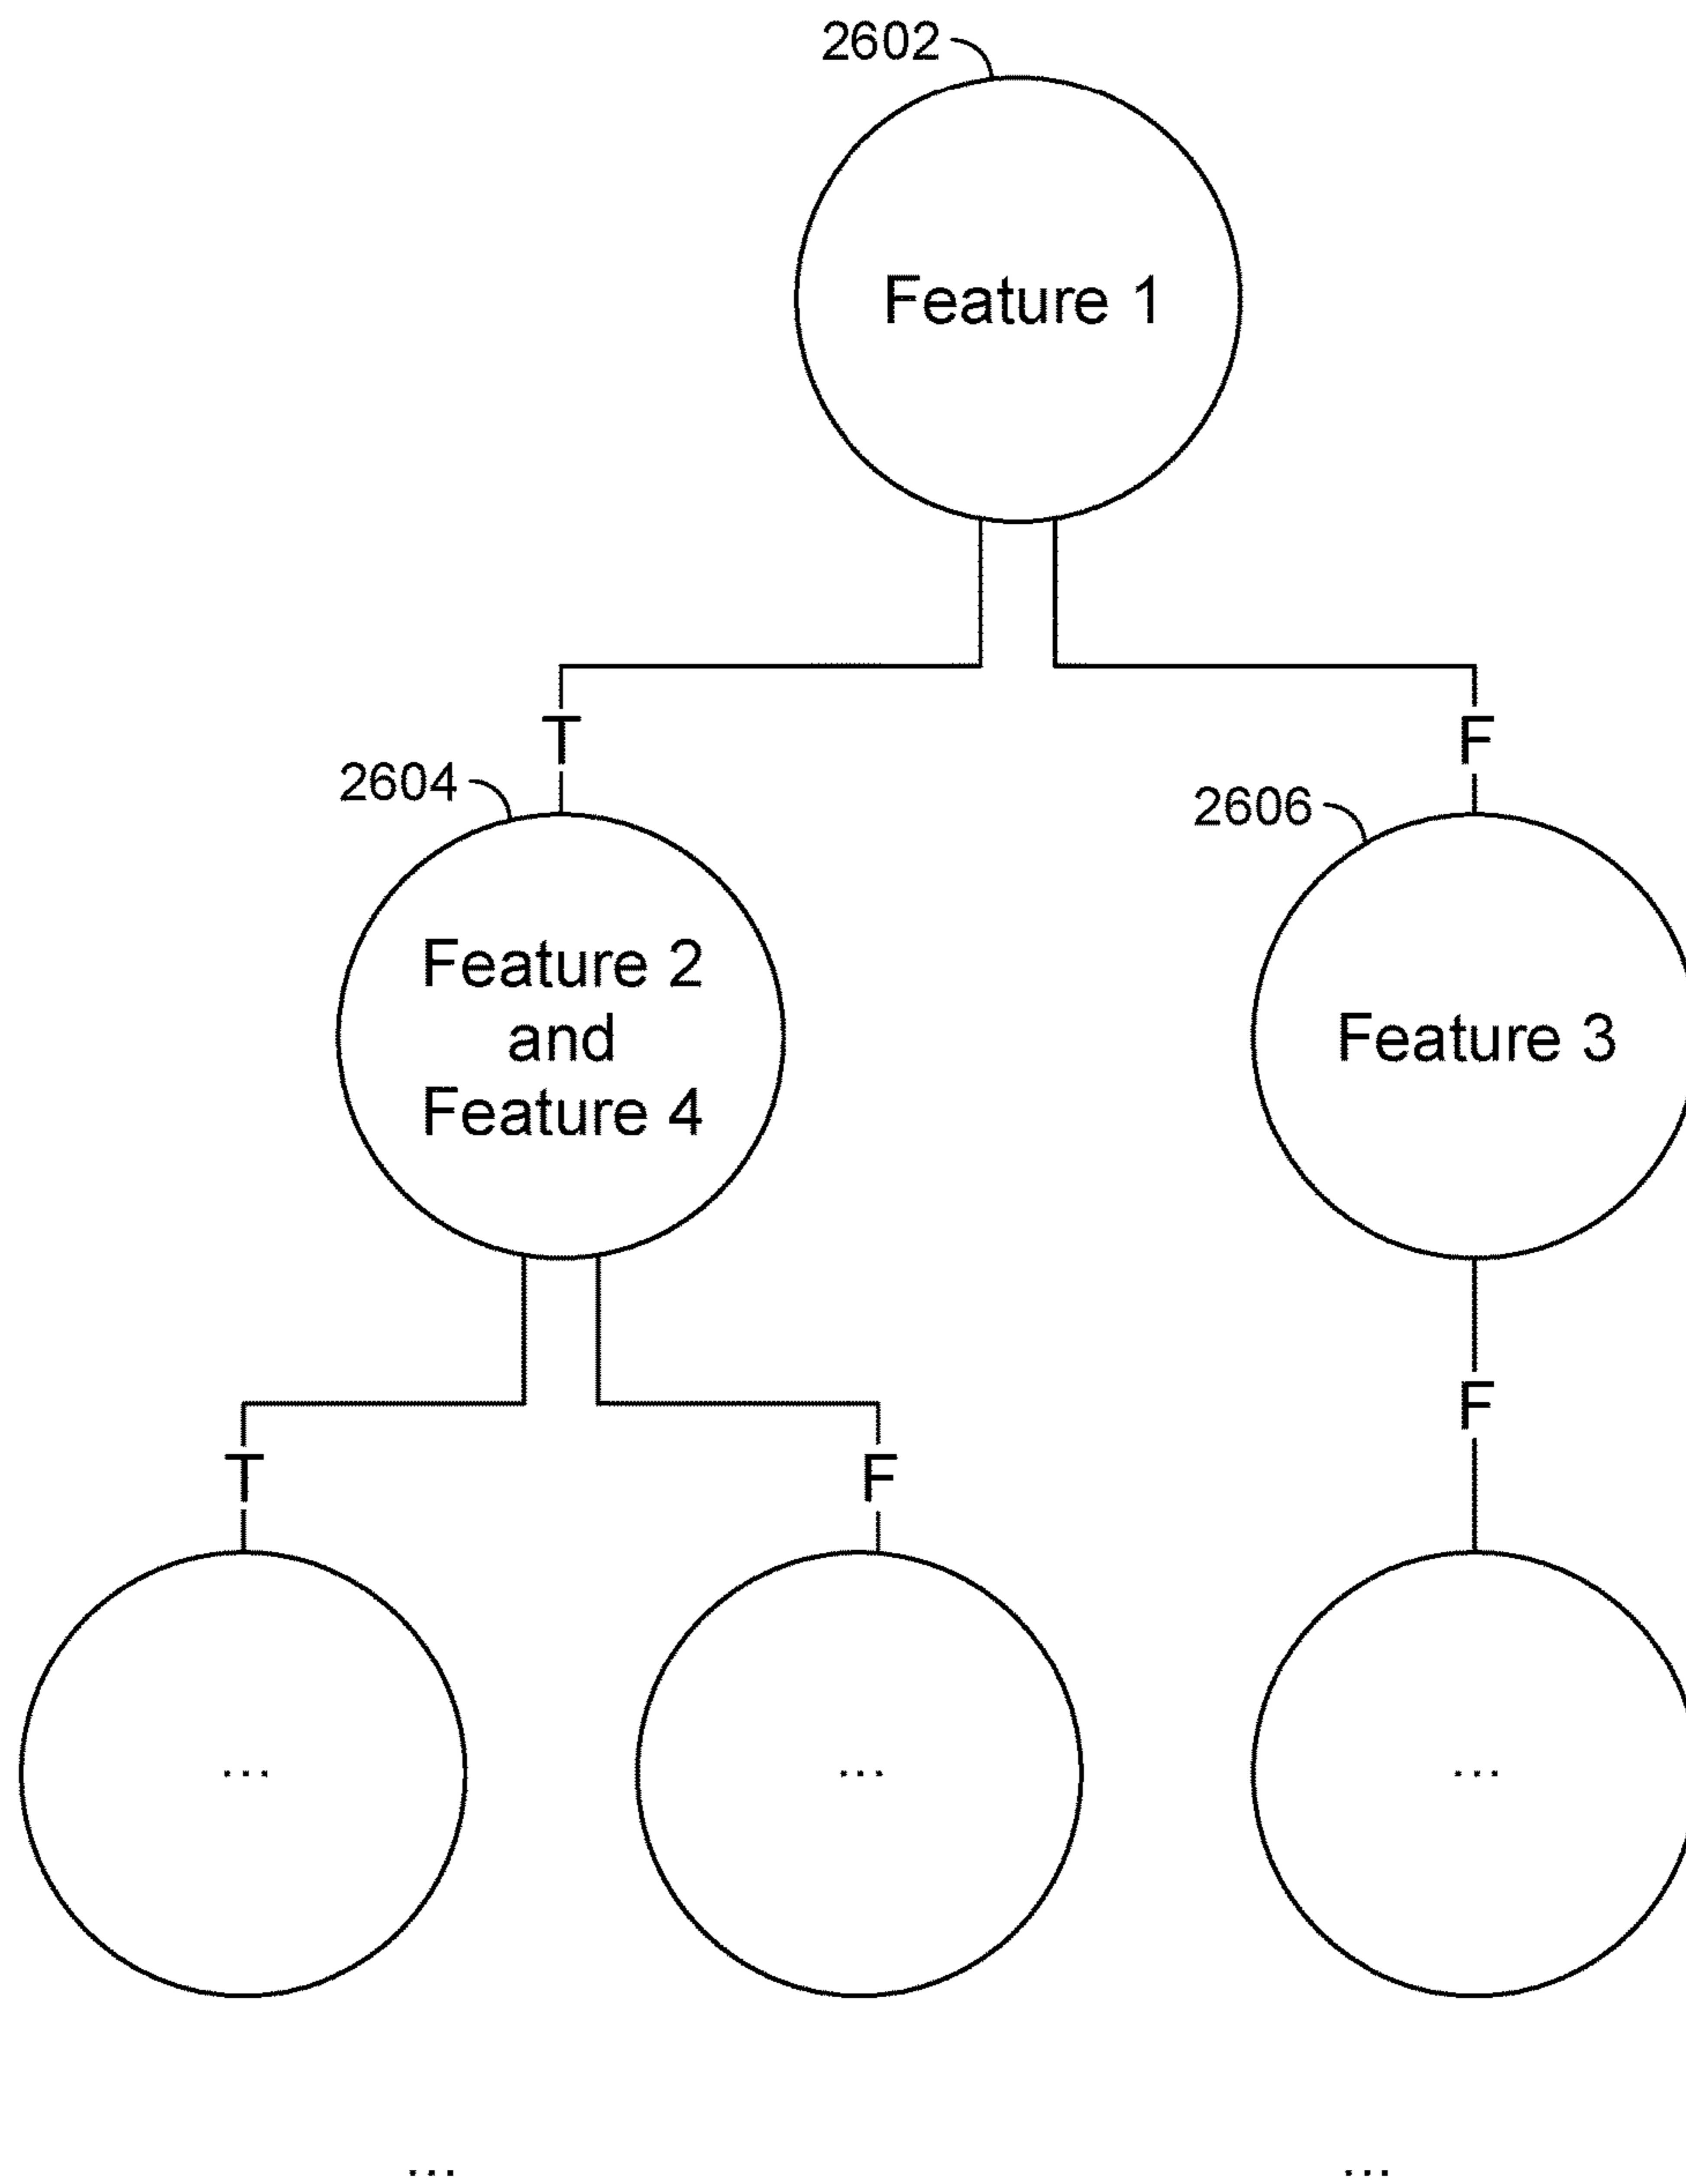 2602
Feature 1
T
F
2604
2606
Feature 2
and
Feature 4
Feature 3
F
T
F
...
...
...
...
...